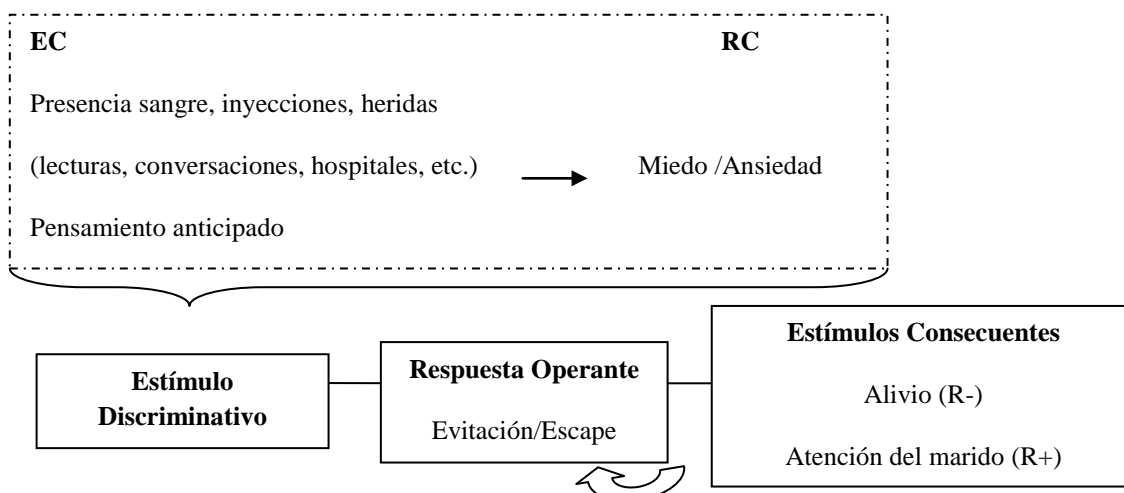 EC RC
Presencia sangre, inyecciones, heridas
(lecturas, conversaciones, hospitales, etc.) Miedo /Ansiedad
Pensamiento anticipado
Estímulo
Discriminativo
Respuesta Operante
Evitación/Escape
Estímulos Consecuentes
Alivio (R-)
Atención del marido (R+)